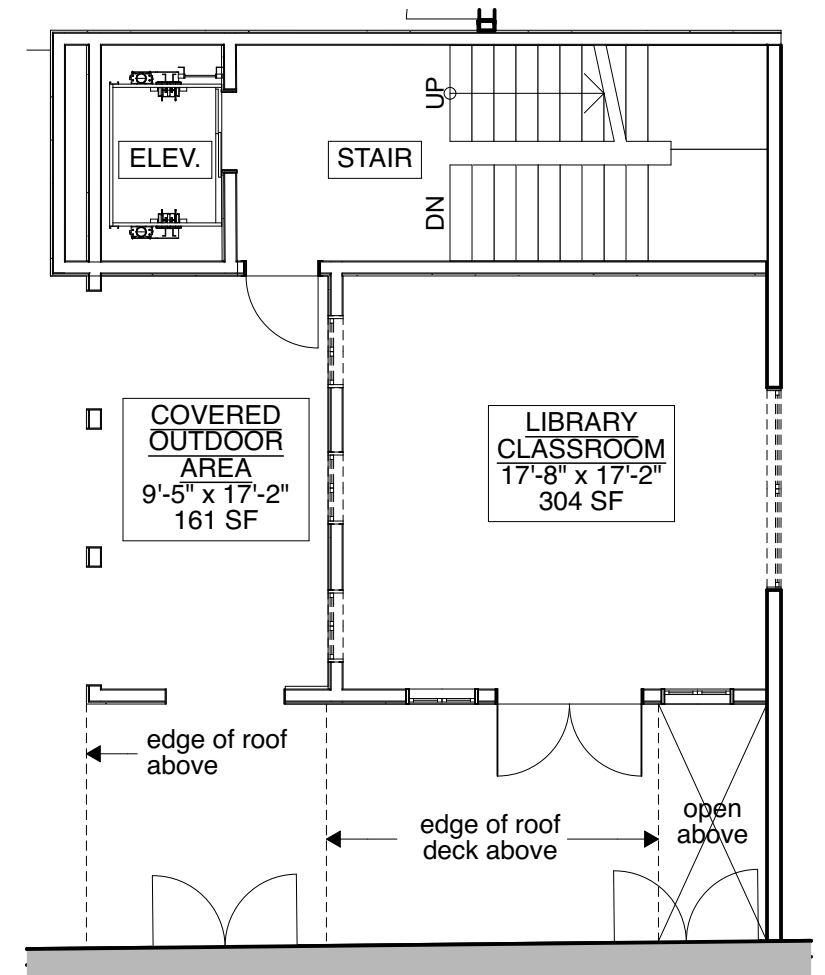 UP
ELEV.
STAIR
DN
COVERED
OUTDOOR
AREA
9'-5" x 17'-2"
161 SF
LIBRARY
CLASSROOM
17'-8" x 17'-2"
304 SF
edge of roof
above
edge of roof
deck above
open
above